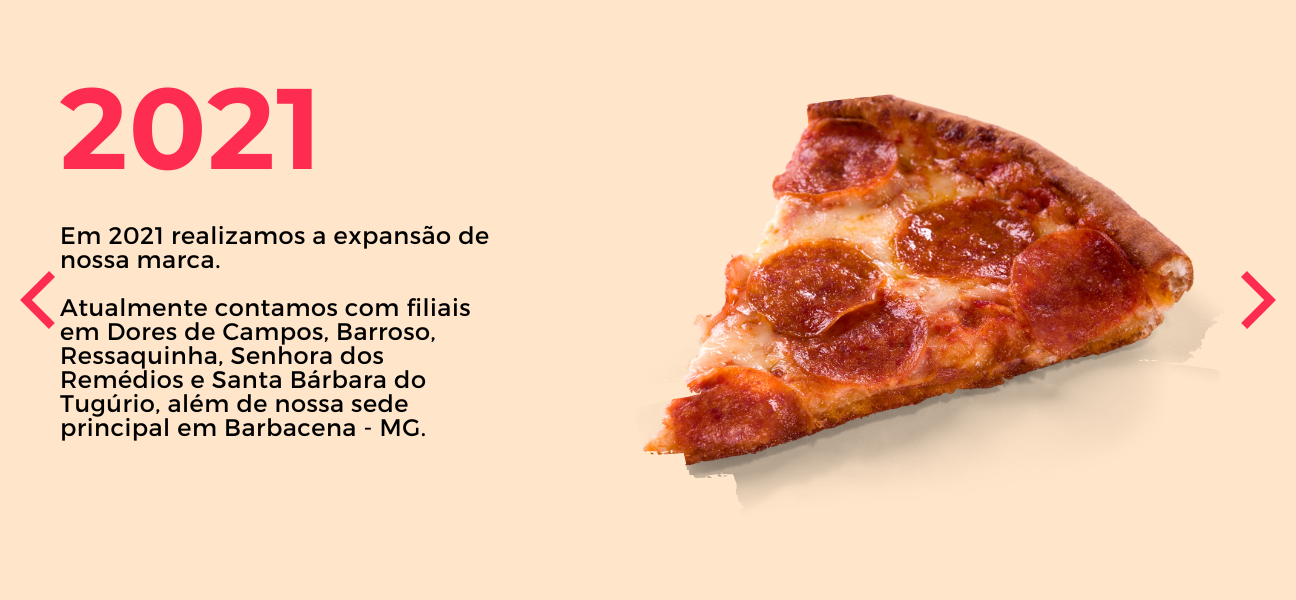 2021
Em 2021 realizamos a expansão de
nossa marca.
Atualmente contamos com filiais
em Dores de Campos, Barroso,
Ressaquinha, Senhora dos
Remédios e Santa Bárbara do
Tugúrio, além de nossa sede
principal em Barbacena - MG.